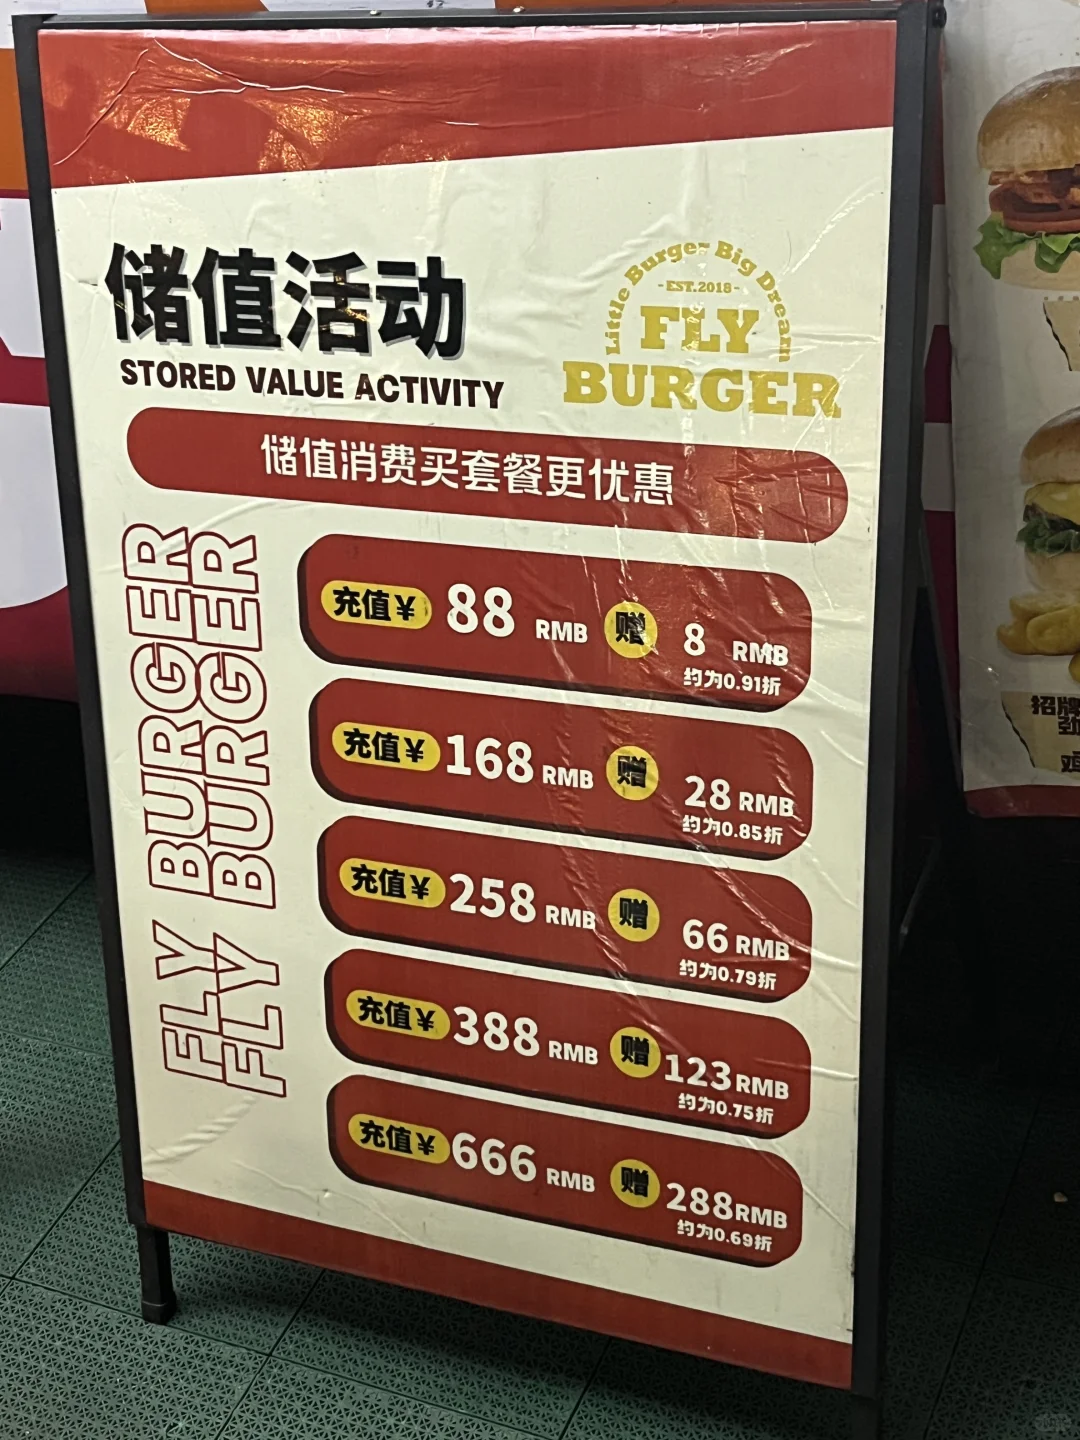 储值活动
STORED VALUE ACTIVITY
Little Burger Big Dream
-EST.2018-
FLY
BURGER
储值消费买套餐更优惠
FLY BURGER
FLY BURGER
充值¥ 88 RMB 赠 8 RMB
约为0.91折
充值¥ 168 RMB 赠 28 RMB
约为0.85折
充值¥ 258 RMB 赠 66 RMB
约为0.79折
充值¥ 388 RMB 赠 123 RMB
约为0.75折
充值¥ 666 RMB 赠 288 RMB
约为0.69折
招牌
劲
鸡